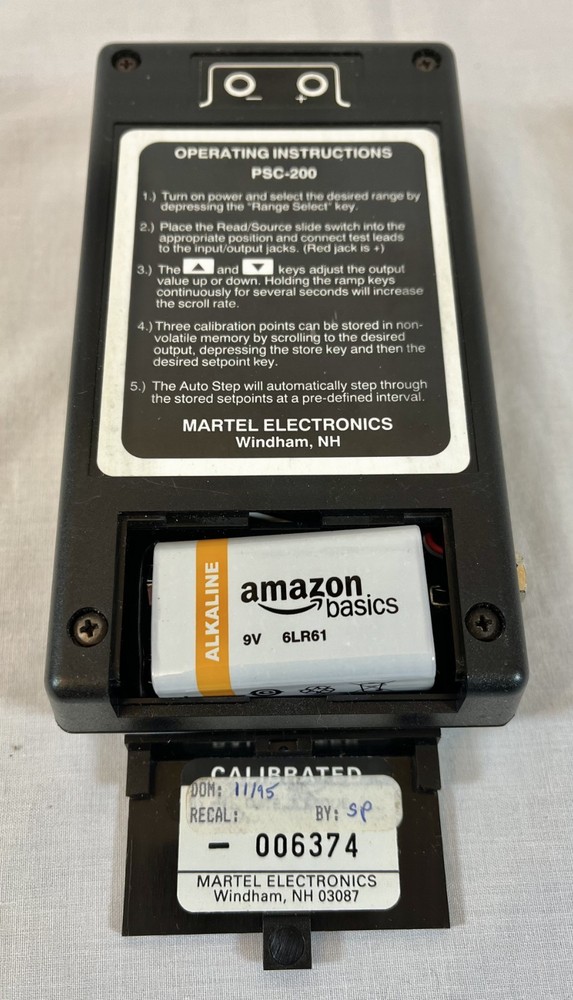 − +
OPERATING INSTRUCTIONS
PSC-200
1.) Turn on power and select the desired range by
depressing the "Range Select" key.
2.) Place the Read/Source slide switch into the
appropriate position and connect test leads
to the input/output jacks. (Red jack is +)
3.) The ▲ and ▼ keys adjust the output
value up or down. Holding the ramp keys
continuously for several seconds will increase
the scroll rate.
4.) Three calibration points can be stored in non-
volatile memory by scrolling to the desired
output, depressing the store key and then the
desired setpoint key.
5.) The Auto Step will automatically step through
the stored setpoints at a pre-defined interval.
MARTEL ELECTRONICS
Windham, NH
ALKALINE
amazon
basics
9V 6LR61
CALIBRATED
DOM: 11/95
RECAL: BY: SP
– 006374
MARTEL ELECTRONICS
Windham, NH 03087